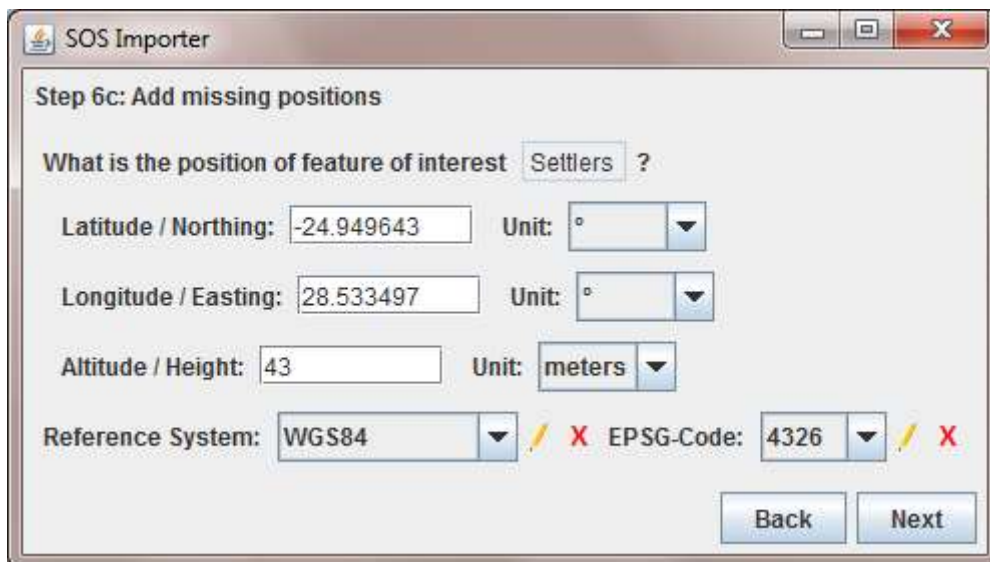 SOS Importer
Step 6c: Add missing positions
What is the position of feature of interest Settlers ?
Latitude / Northing: -24.949643 Unit: °
Longitude / Easting: 28.533497 Unit: °
Altitude / Height: 43 Unit: meters
Reference System: WGS84 X EPSG-Code: 4326 X
Back Next